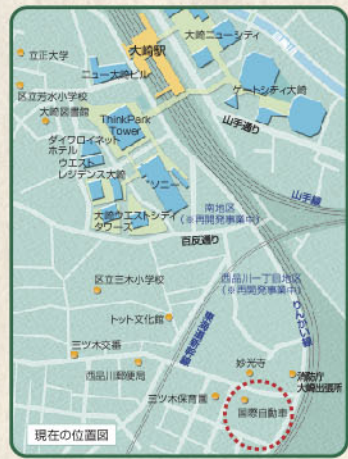 大崎駅
大崎ニューシティ
立正大学
ニュー大崎ビル
ゲートシティ大崎
区立芳水小学校
大崎図書館
ThinkPark
Tower
山手通り
ダイワロイネット
ホテル
ウエスト
レジデンス大崎
ソニー
山手線
大崎ウエストシティ
タワーズ
南地区
(※再開発事業中)
百反通り
西品川一丁目地区
(※再開発事業中)
りんかい線
区立三木小学校
東海道新幹線
トット文化館
三ツ木交番
西品川郵便局
妙光寺
消防庁
大崎出張所
三ツ木保育園
国際自動車
現在の位置図